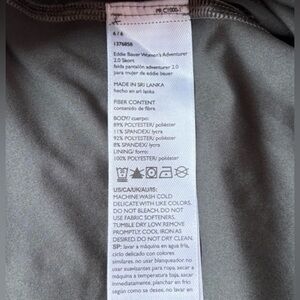 6 / 6
1376858
Eddie Bauer Women's Adventurer
2.0 Skort
falda pantalón adventurer 2.0
para mujer de eddie bauer
MADE IN SRI LANKA
hecho en sri lanka
FIBER CONTENT
contenido de fibre
BODY/ cuerpo:
89% POLYESTER/ poliéster
11% SPANDEX/ lycra
92% POLYESTER/ poliéster
8% SPANDEX/ lycra
LINING/ forro:
100% POLYESTER/ poliéster
US/CA/UK/AU/IS:
MACHINE WASH COLD
DELICATE WITH LIKE COLORS.
DO NOT BLEACH. DO NOT
USE FABRIC SOFTENERS.
TUMBLE DRY LOW REMOVE
PROMPTLY. COOL IRON AS
DESIRED. DO NOT DRY CLEAN.
SP: lavar a máquina en agua fría,
ciclo delicado con colores
similares. no usar blanqueador no
usar suavizantes para ropa. secar a
máquina a temperatura baja. sacar
inmediatamente. planchar en frío
según como sa desee. no lavar en